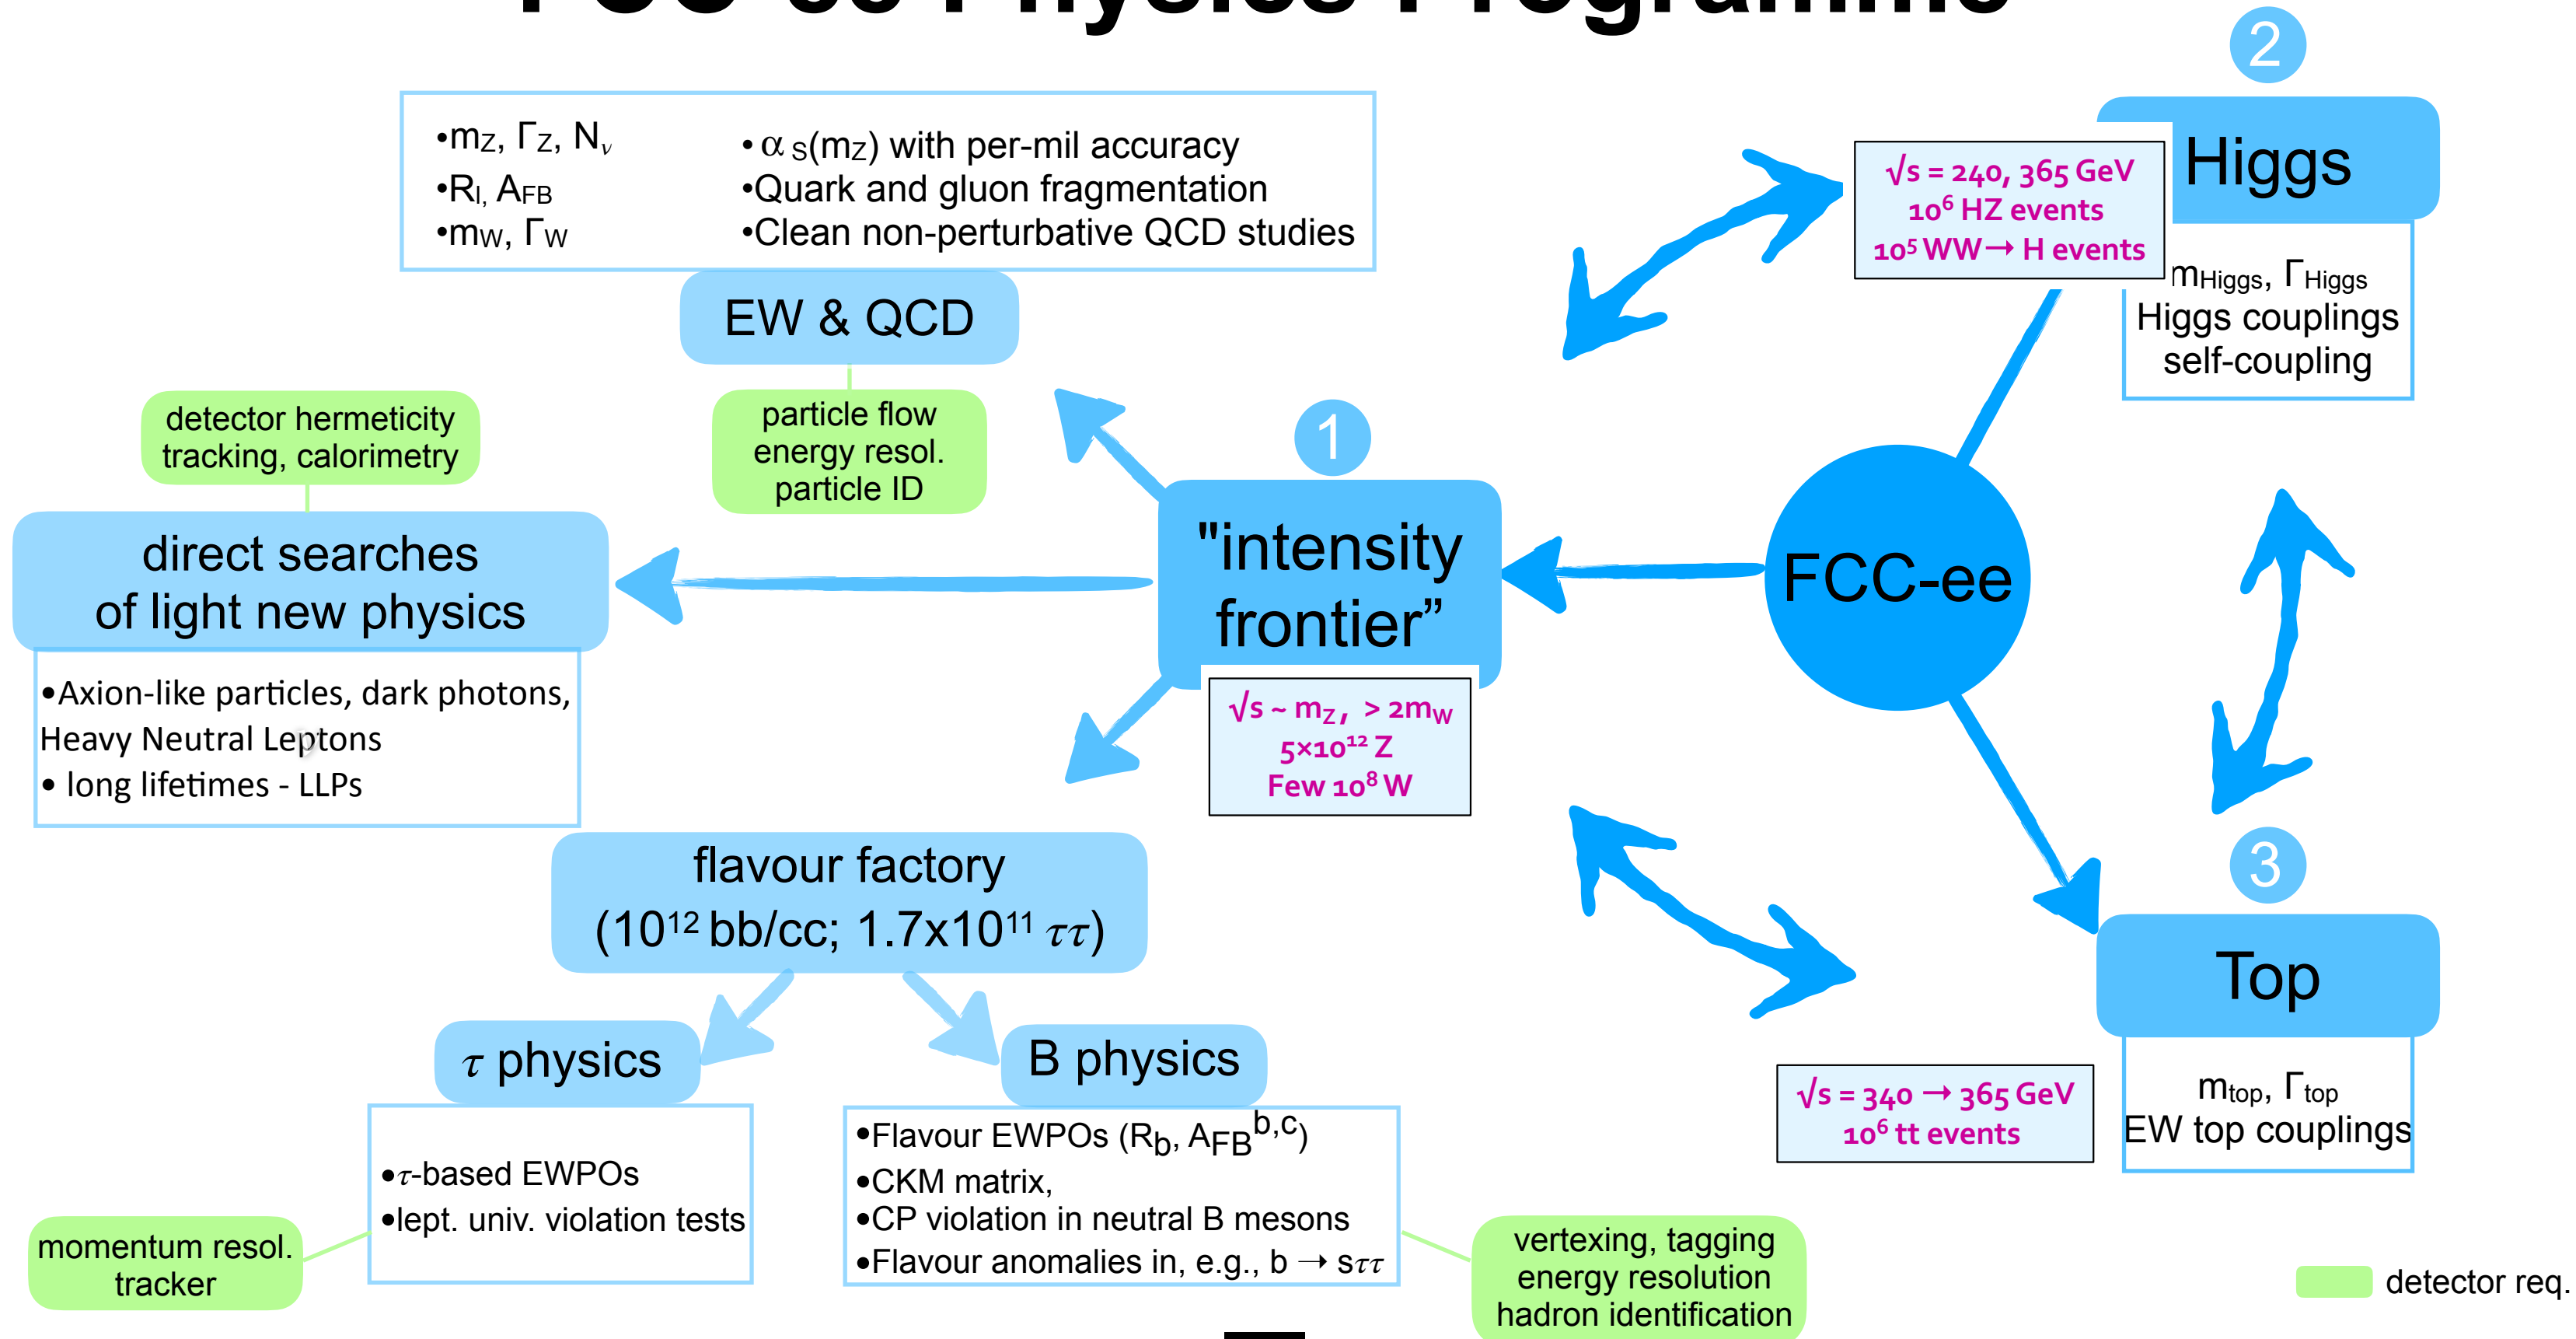 FCC-ee Physics Programme
2
•mZ, ΓZ, Nν
•Rl, AFB
•mW, ΓW
• αS(mZ) with per-mil accuracy
•Quark and gluon fragmentation
•Clean non-perturbative QCD studies
EW & QCD
particle flow
energy resol.
particle ID
detector hermeticity
tracking, calorimetry
direct searches
of light new physics
•Axion-like particles, dark photons,
Heavy Neutral Leptons
• long lifetimes - LLPs
1
"intensity
frontier”
√s ~ mZ, > 2mW
5×10¹² Z
Few 10⁸ W
FCC-ee
Higgs
√s = 240, 365 GeV
10⁶ HZ events
10⁵ WW→ H events
mHiggs, ΓHiggs
Higgs couplings
self-coupling
flavour factory
(10¹² bb/cc; 1.7x10¹¹ ττ)
τ physics
•τ-based EWPOs
•lept. univ. violation tests
momentum resol.
tracker
B physics
•Flavour EWPOs (Rb, AFBb,c)
•CKM matrix,
•CP violation in neutral B mesons
•Flavour anomalies in, e.g., b → sττ
vertexing, tagging
energy resolution
hadron identification
3
Top
√s = 340 → 365 GeV
10⁶ tt events
mtop, Γtop
EW top couplings
detector req.